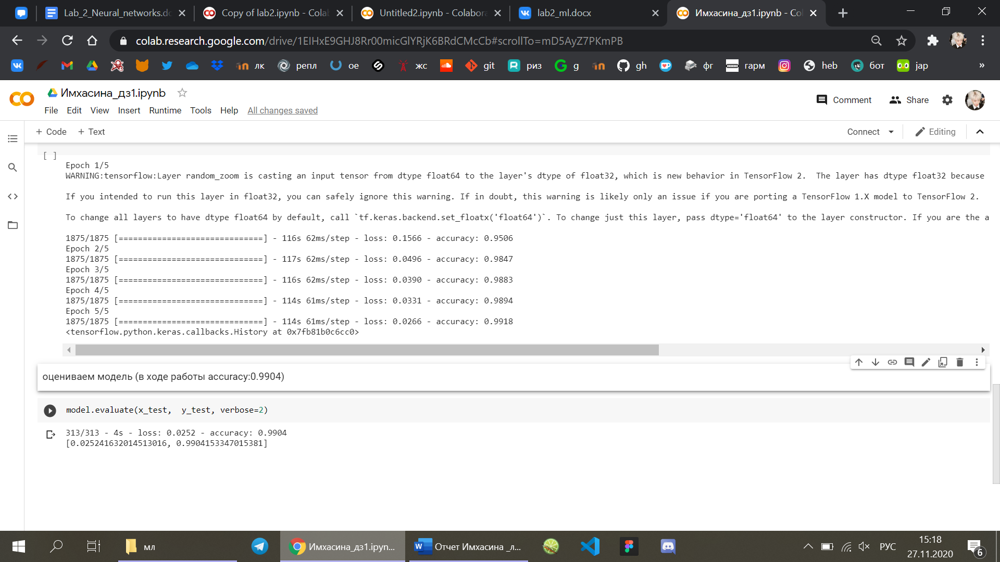 Lab_2_Neural_networks.do
Copy of lab2.ipynb - Colab
Untitled2.ipynb - Colabora
lab2_ml.docx
Имхасина_дз1.ipynb - Col
colab.research.google.com/drive/1EIHxE9GHJ8Rr00micGlYRjK6BRdCMcCb#scrollTo=mD5AyZ7PKmPB
лк репл oe жс git риз g gh фг гарм heb бот jap »
Имхасина_дз1.ipynb
Comment Share
File Edit View Insert Runtime Tools Help All changes saved
+ Code + Text
Connect Editing
[ ]
Epoch 1/5
WARNING:tensorflow:Layer random_zoom is casting an input tensor from dtype float64 to the layer's dtype of float32, which is new behavior in TensorFlow 2.  The layer has dtype float32 because
If you intended to run this layer in float32, you can safely ignore this warning. If in doubt, this warning is likely only an issue if you are porting a TensorFlow 1.X model to TensorFlow 2.
To change all layers to have dtype float64 by default, call `tf.keras.backend.set_floatx('float64')`. To change just this layer, pass dtype='float64' to the layer constructor. If you are the a
1875/1875 [==============================] - 116s 62ms/step - loss: 0.1566 - accuracy: 0.9506
Epoch 2/5
1875/1875 [==============================] - 117s 62ms/step - loss: 0.0496 - accuracy: 0.9847
Epoch 3/5
1875/1875 [==============================] - 116s 62ms/step - loss: 0.0390 - accuracy: 0.9883
Epoch 4/5
1875/1875 [==============================] - 114s 61ms/step - loss: 0.0331 - accuracy: 0.9894
Epoch 5/5
1875/1875 [==============================] - 114s 61ms/step - loss: 0.0266 - accuracy: 0.9918
<tensorflow.python.keras.callbacks.History at 0x7fb81b0c6cc0>
оцениваем модель (в ходе работы accuracy:0.9904)
model.evaluate(x_test,  y_test, verbose=2)
313/313 - 4s - loss: 0.0252 - accuracy: 0.9904
[0.025241632014513016, 0.9904153347015381]
мл
Имхасина_дз1.ipyn...
Отчет Имхасина _л...
РУС
15:18
27.11.2020
6